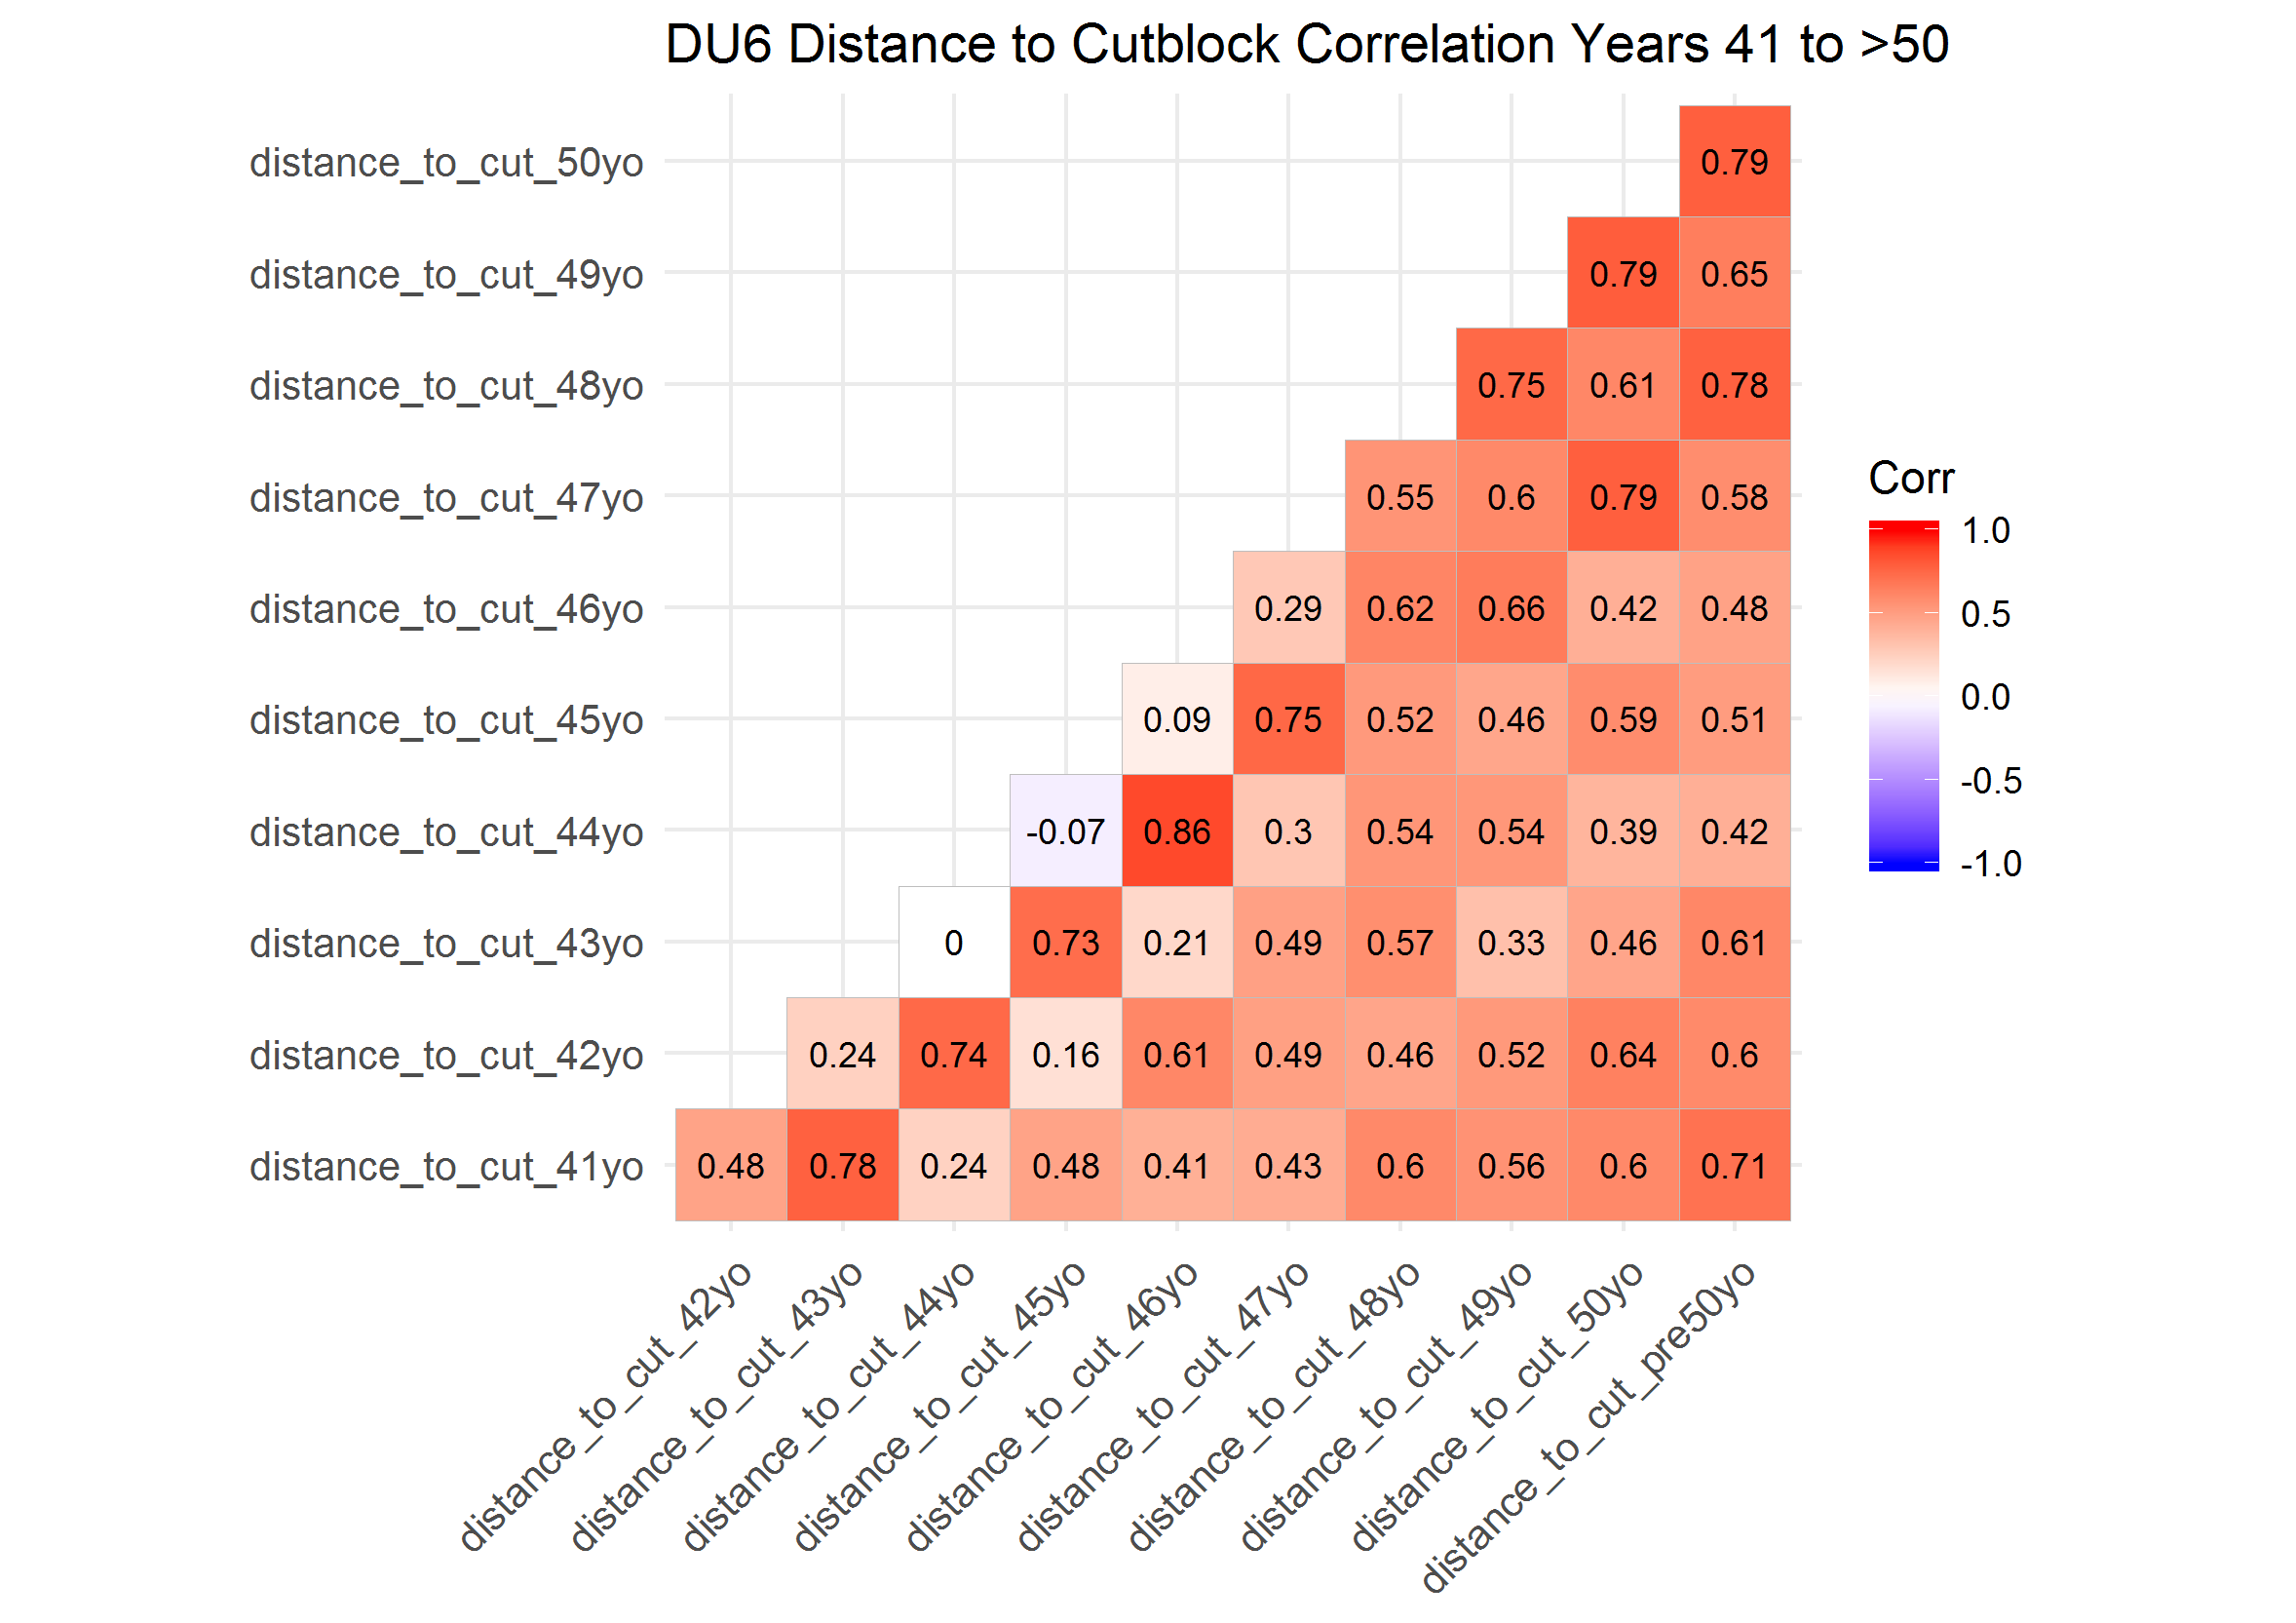 DU6 Distance to Cutblock Correlation Years 41 to >50
distance_to_cut_50yo 0.79
distance_to_cut_49yo 0.79 0.65
distance_to_cut_48yo 0.75 0.61 0.78
distance_to_cut_47yo 0.55 0.6 0.79 0.58
distance_to_cut_46yo 0.29 0.62 0.66 0.42 0.48
distance_to_cut_45yo 0.09 0.75 0.52 0.46 0.59 0.51
distance_to_cut_44yo -0.07 0.86 0.3 0.54 0.54 0.39 0.42
distance_to_cut_43yo 0 0.73 0.21 0.49 0.57 0.33 0.46 0.61
distance_to_cut_42yo 0.24 0.74 0.16 0.61 0.49 0.46 0.52 0.64 0.6
distance_to_cut_41yo 0.48 0.78 0.24 0.48 0.41 0.43 0.6 0.56 0.6 0.71
distance_to_cut_42yo
distance_to_cut_43yo
distance_to_cut_44yo
distance_to_cut_45yo
distance_to_cut_46yo
distance_to_cut_47yo
distance_to_cut_48yo
distance_to_cut_49yo
distance_to_cut_50yo
distance_to_cut_pre50yo
Corr
1.0
0.5
0.0
-0.5
-1.0